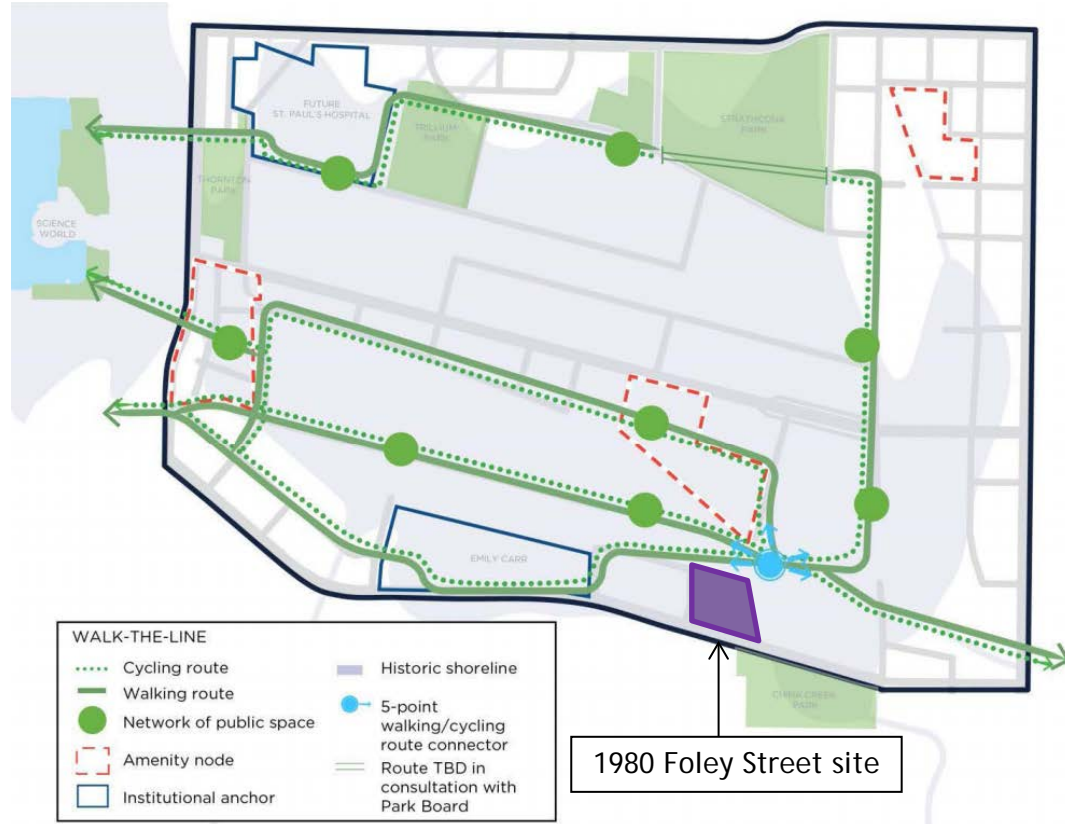 FUTURE
ST. PAUL'S HOSPITAL
TRILLIUM
PARK
STRATHCONA
PARK
THORNTON
PARK
SCIENCE
WORLD
EMILY CARR
CHINA CREEK
PARK
1980 Foley Street site
WALK-THE-LINE
Cycling route
Walking route
Network of public space
Amenity node
Institutional anchor
Historic shoreline
5-point
walking/cycling
route connector
Route TBD in
consultation with
Park Board